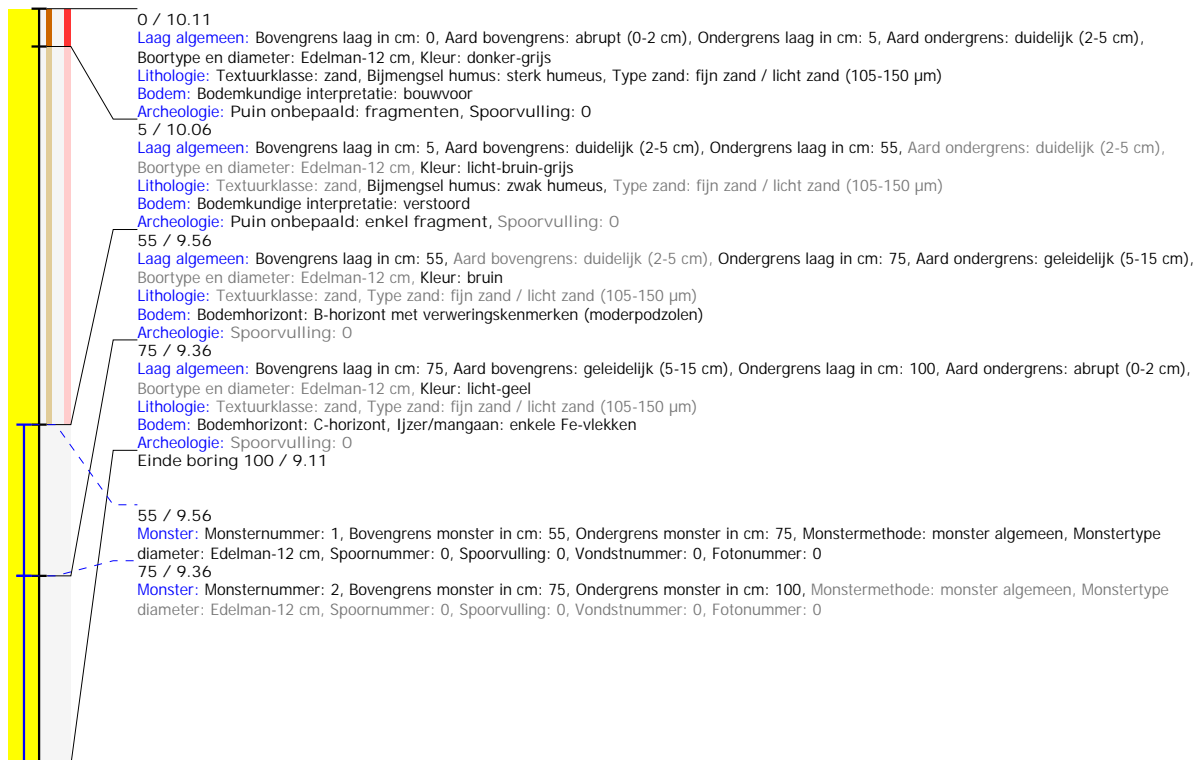 0 / 10.11
Laag algemeen: Bovengrens laag in cm: 0, Aard bovengrens: abrupt (0-2 cm), Ondergrens laag in cm: 5, Aard ondergrens: duidelijk (2-5 cm),
Boortype en diameter: Edelman-12 cm, Kleur: donker-grijs
Lithologie: Textuurklasse: zand, Bijmengsel humus: sterk humeus, Type zand: fijn zand / licht zand (105-150 µm)
Bodem: Bodemkundige interpretatie: bouwvoor
Archeologie: Puin onbepaald: fragmenten, Spoorvulling: 0
5 / 10.06
Laag algemeen: Bovengrens laag in cm: 5, Aard bovengrens: duidelijk (2-5 cm), Ondergrens laag in cm: 55, Aard ondergrens: duidelijk (2-5 cm),
Boortype en diameter: Edelman-12 cm, Kleur: licht-bruin-grijs
Lithologie: Textuurklasse: zand, Bijmengsel humus: zwak humeus, Type zand: fijn zand / licht zand (105-150 µm)
Bodem: Bodemkundige interpretatie: verstoord
Archeologie: Puin onbepaald: enkel fragment, Spoorvulling: 0
55 / 9.56
Laag algemeen: Bovengrens laag in cm: 55, Aard bovengrens: duidelijk (2-5 cm), Ondergrens laag in cm: 75, Aard ondergrens: geleidelijk (5-15 cm),
Boortype en diameter: Edelman-12 cm, Kleur: bruin
Lithologie: Textuurklasse: zand, Type zand: fijn zand / licht zand (105-150 µm)
Bodem: Bodemhorizont: B-horizont met verweringskenmerken (moderpodzolen)
Archeologie: Spoorvulling: 0
75 / 9.36
Laag algemeen: Bovengrens laag in cm: 75, Aard bovengrens: geleidelijk (5-15 cm), Ondergrens laag in cm: 100, Aard ondergrens: abrupt (0-2 cm),
Boortype en diameter: Edelman-12 cm, Kleur: licht-geel
Lithologie: Textuurklasse: zand, Type zand: fijn zand / licht zand (105-150 µm)
Bodem: Bodemhorizont: C-horizont, Ijzer/mangaan: enkele Fe-vlekken
Archeologie: Spoorvulling: 0
Einde boring 100 / 9.11
55 / 9.56
Monster: Monsternummer: 1, Bovengrens monster in cm: 55, Ondergrens monster in cm: 75, Monstermethode: monster algemeen, Monstertype
diameter: Edelman-12 cm, Spoornummer: 0, Spoorvulling: 0, Vondstnummer: 0, Fotonummer: 0
75 / 9.36
Monster: Monsternummer: 2, Bovengrens monster in cm: 75, Ondergrens monster in cm: 100, Monstermethode: monster algemeen, Monstertype
diameter: Edelman-12 cm, Spoornummer: 0, Spoorvulling: 0, Vondstnummer: 0, Fotonummer: 0